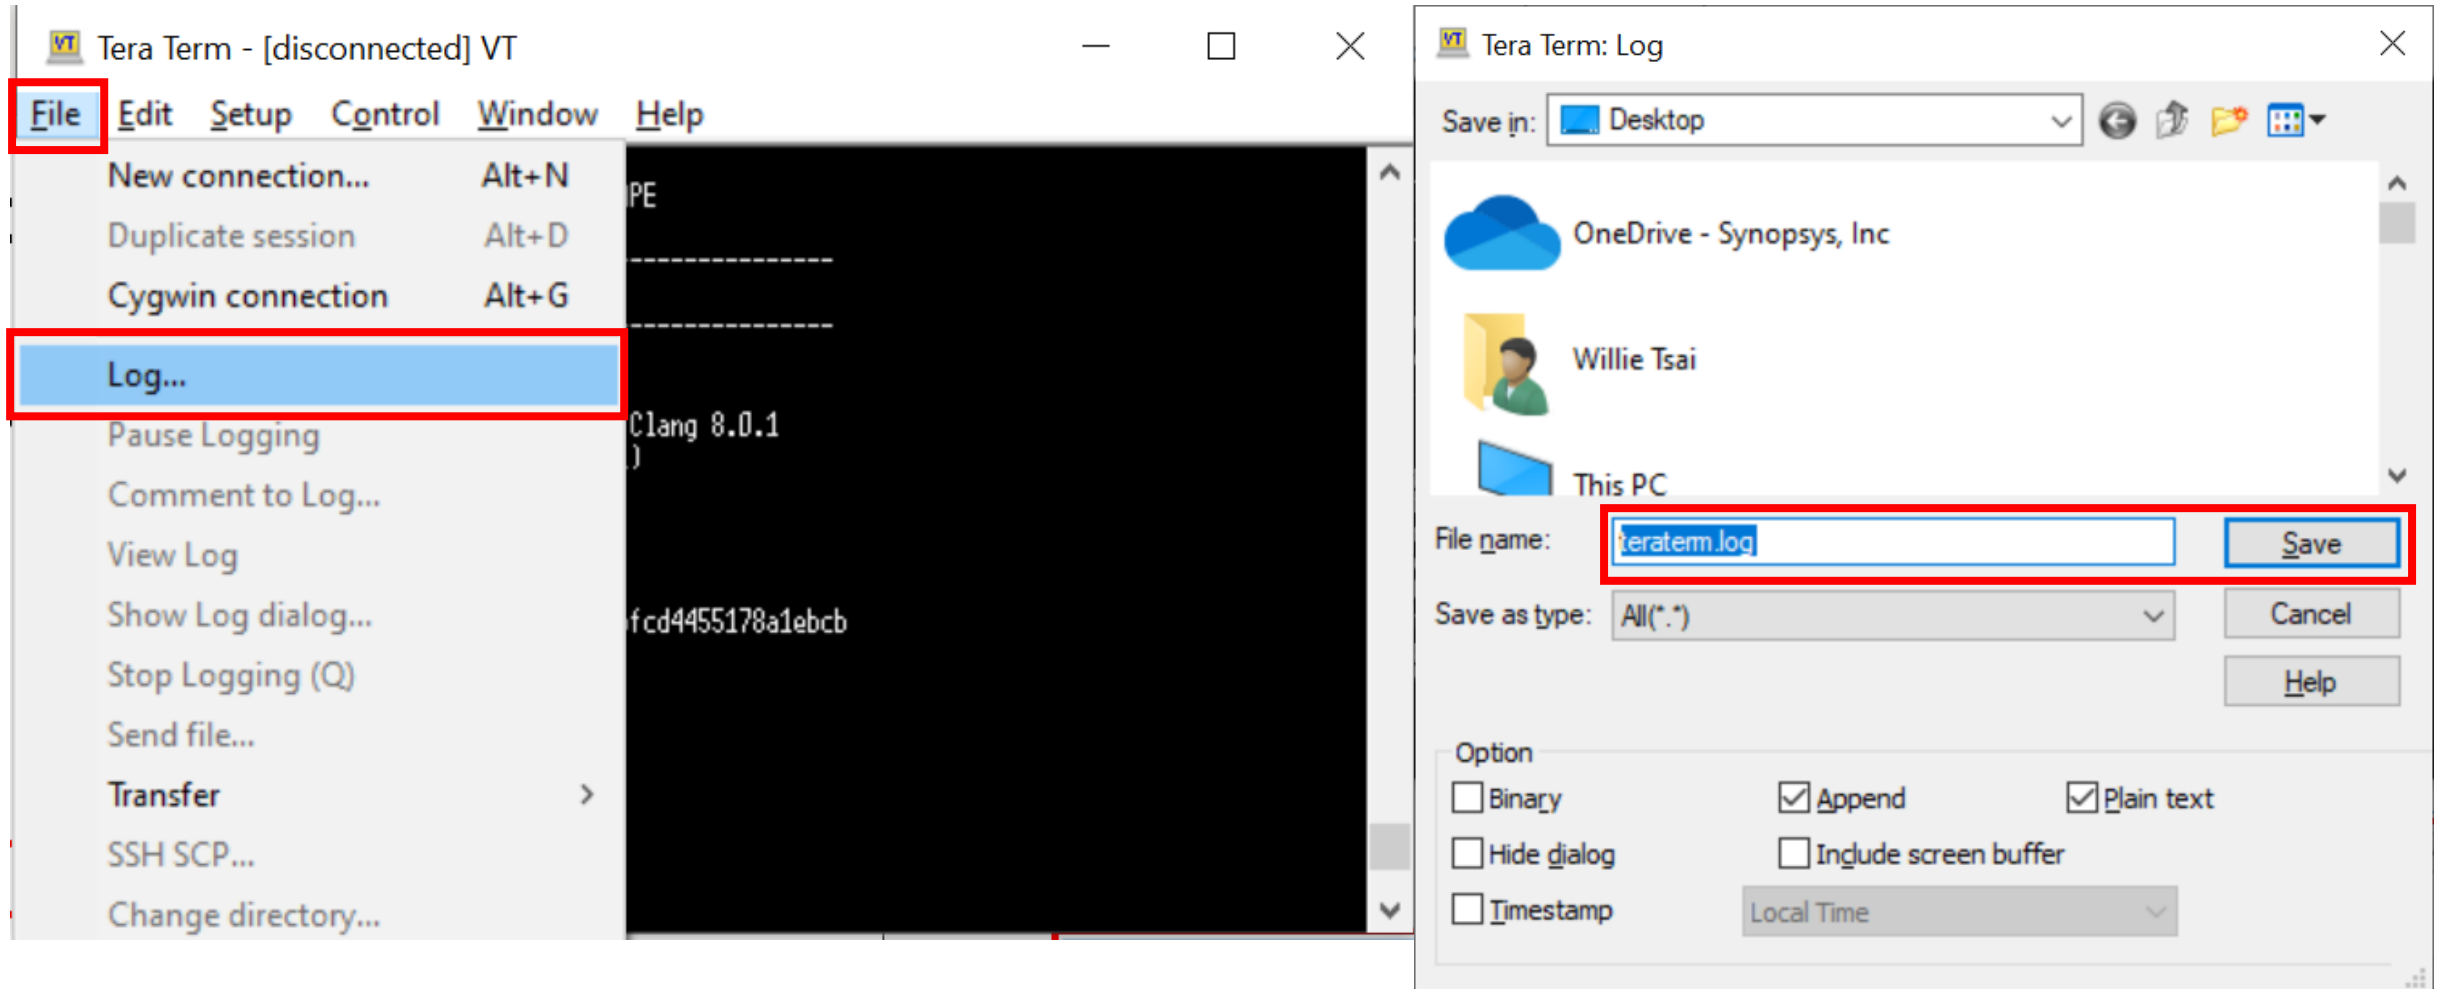 Tera Term - [disconnected] VT
File Edit Setup Control Window Help
New connection... Alt+N
Duplicate session Alt+D
Cygwin connection Alt+G
Log...
Pause Logging
Comment to Log...
View Log
Show Log dialog...
Stop Logging (Q)
Send file...
Transfer
SSH SCP...
Change directory...
PE
----------------
----------------
Clang 8.0.1
)
fcd4455178a1ebcb
Tera Term: Log
Save in: Desktop
OneDrive - Synopsys, Inc
Willie Tsai
This PC
File name: teraterm.log Save
Save as type: All(*.*) Cancel
Help
Option
Binary Append Plain text
Hide dialog Include screen buffer
Timestamp Local Time